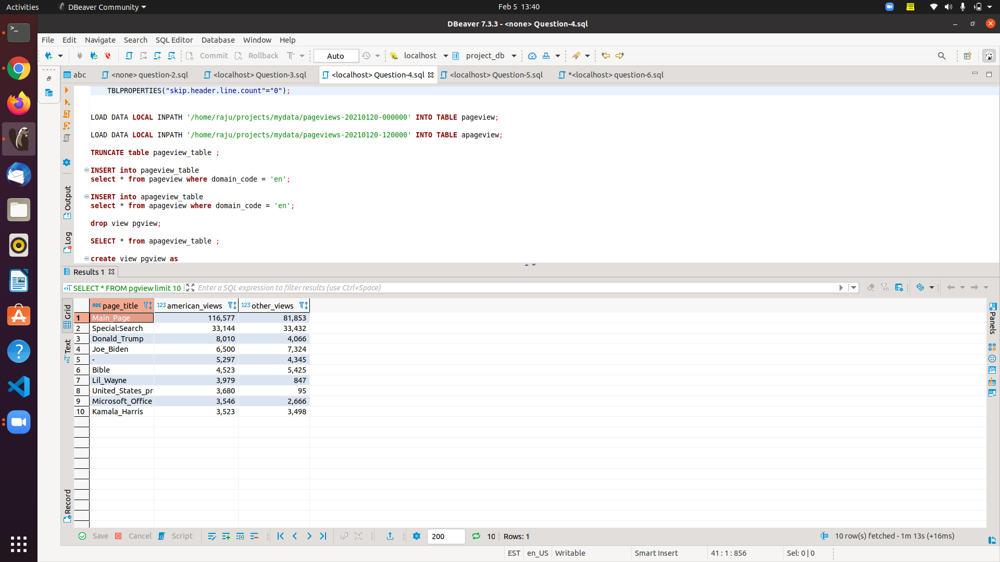 Activities
DBeaver Community
Feb 5 13:40
DBeaver 7.3.3 - <none> Question-4.sql
File Edit Navigate Search SQL Editor Database Window Help
Commit Rollback Auto localhost project_db
abc <none> question-2.sql <localhost> Question-3.sql <localhost> Question-4.sql <localhost> Question-5.sql *<localhost> question-6.sql
TBLPROPERTIES("skip.header.line.count"="0");
LOAD DATA LOCAL INPATH '/home/raju/projects/mydata/pageviews-20210120-000000' INTO TABLE pageview;
LOAD DATA LOCAL INPATH '/home/raju/projects/mydata/pageviews-20210120-120000' INTO TABLE apageview;
TRUNCATE table pageview_table ;
INSERT into pageview_table
select * from pageview where domain_code = 'en';
INSERT into apageview_table
select * from apageview where domain_code = 'en';
drop view pgview;
SELECT * from apageview_table ;
create view pgview as
Output
Log
Results 1
SELECT * FROM pgview limit 10 Enter a SQL expression to filter results (use Ctrl+Space)
Grid
Text
Record
Panels
ABC page_title 123 american_views 123 other_views
1 Main_Page 116,577 81,853
2 Special:Search 33,144 33,432
3 Donald_Trump 8,010 4,066
4 Joe_Biden 6,500 7,324
5 - 5,297 4,345
6 Bible 4,523 5,425
7 Lil_Wayne 3,979 847
8 United_States_pr 3,680 95
9 Microsoft_Office 3,546 2,666
10 Kamala_Harris 3,523 3,498
Save Cancel Script 200 10 Rows: 1 10 row(s) fetched - 1m 13s (+16ms)
EST en_US Writable Smart Insert 41 : 1 : 856 Sel: 0 | 0